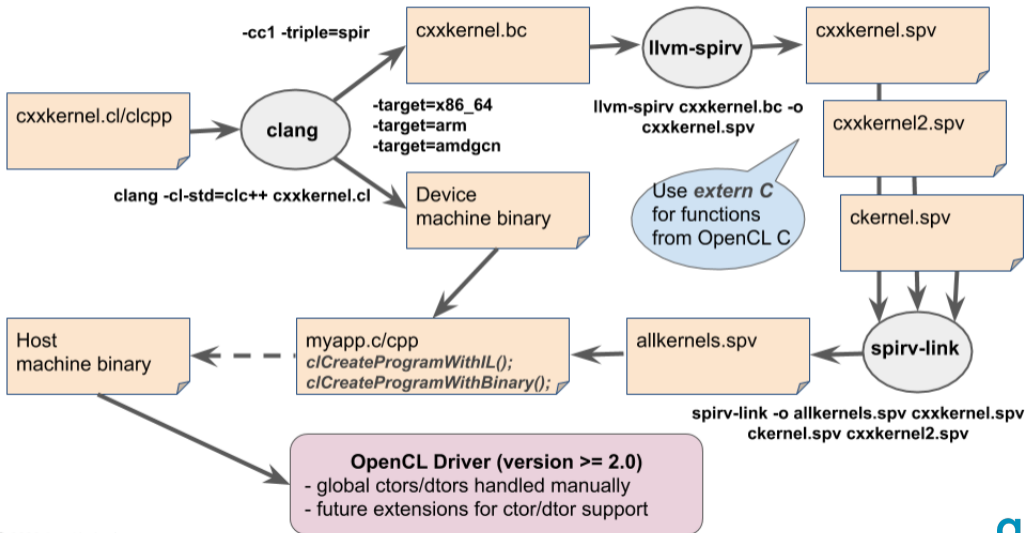 -cc1 -triple=spir
cxxkernel.bc
llvm-spirv
cxxkernel.spv
cxxkernel.cl/clcpp
clang
-target=x86_64
-target=arm
-target=amdgcn
llvm-spirv cxxkernel.bc -o
cxxkernel.spv
cxxkernel2.spv
clang -cl-std=clc++ cxxkernel.cl
Device
machine binary
Use extern C
for functions
from OpenCL C
ckernel.spv
Host
machine binary
myapp.c/cpp
clCreateProgramWithIL();
clCreateProgramWithBinary();
allkernels.spv
spirv-link
spirv-link -o allkernels.spv cxxkernel.spv
ckernel.spv cxxkernel2.spv
OpenCL Driver (version >= 2.0)
- global ctors/dtors handled manually
- future extensions for ctor/dtor support